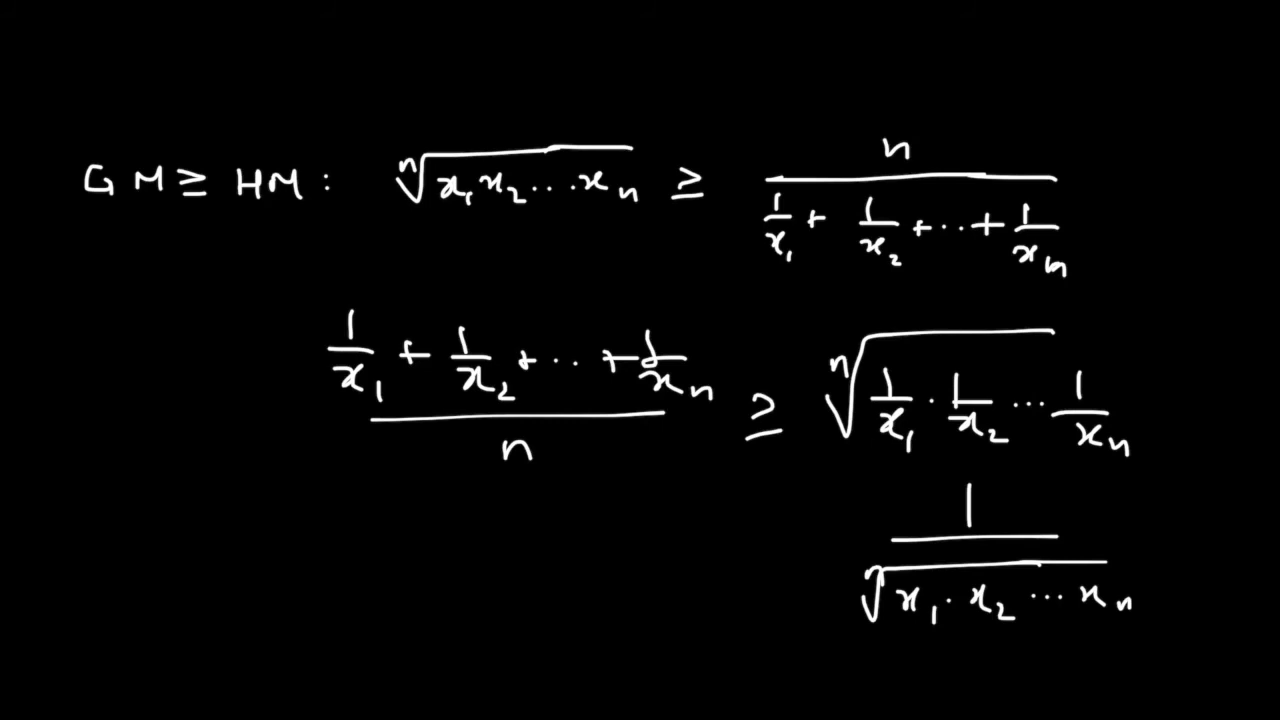 GM ≥ HM : ⁿ√(x₁x₂...xₙ) ≥ n / (1/x₁ + 1/x₂ + .. + 1/xₙ)
(1/x₁ + 1/x₂ + .. + 1/xₙ) / n ≥ ⁿ√(1/x₁ · 1/x₂ ... 1/xₙ)
1 / ⁿ√(x₁ · x₂ ... xₙ)